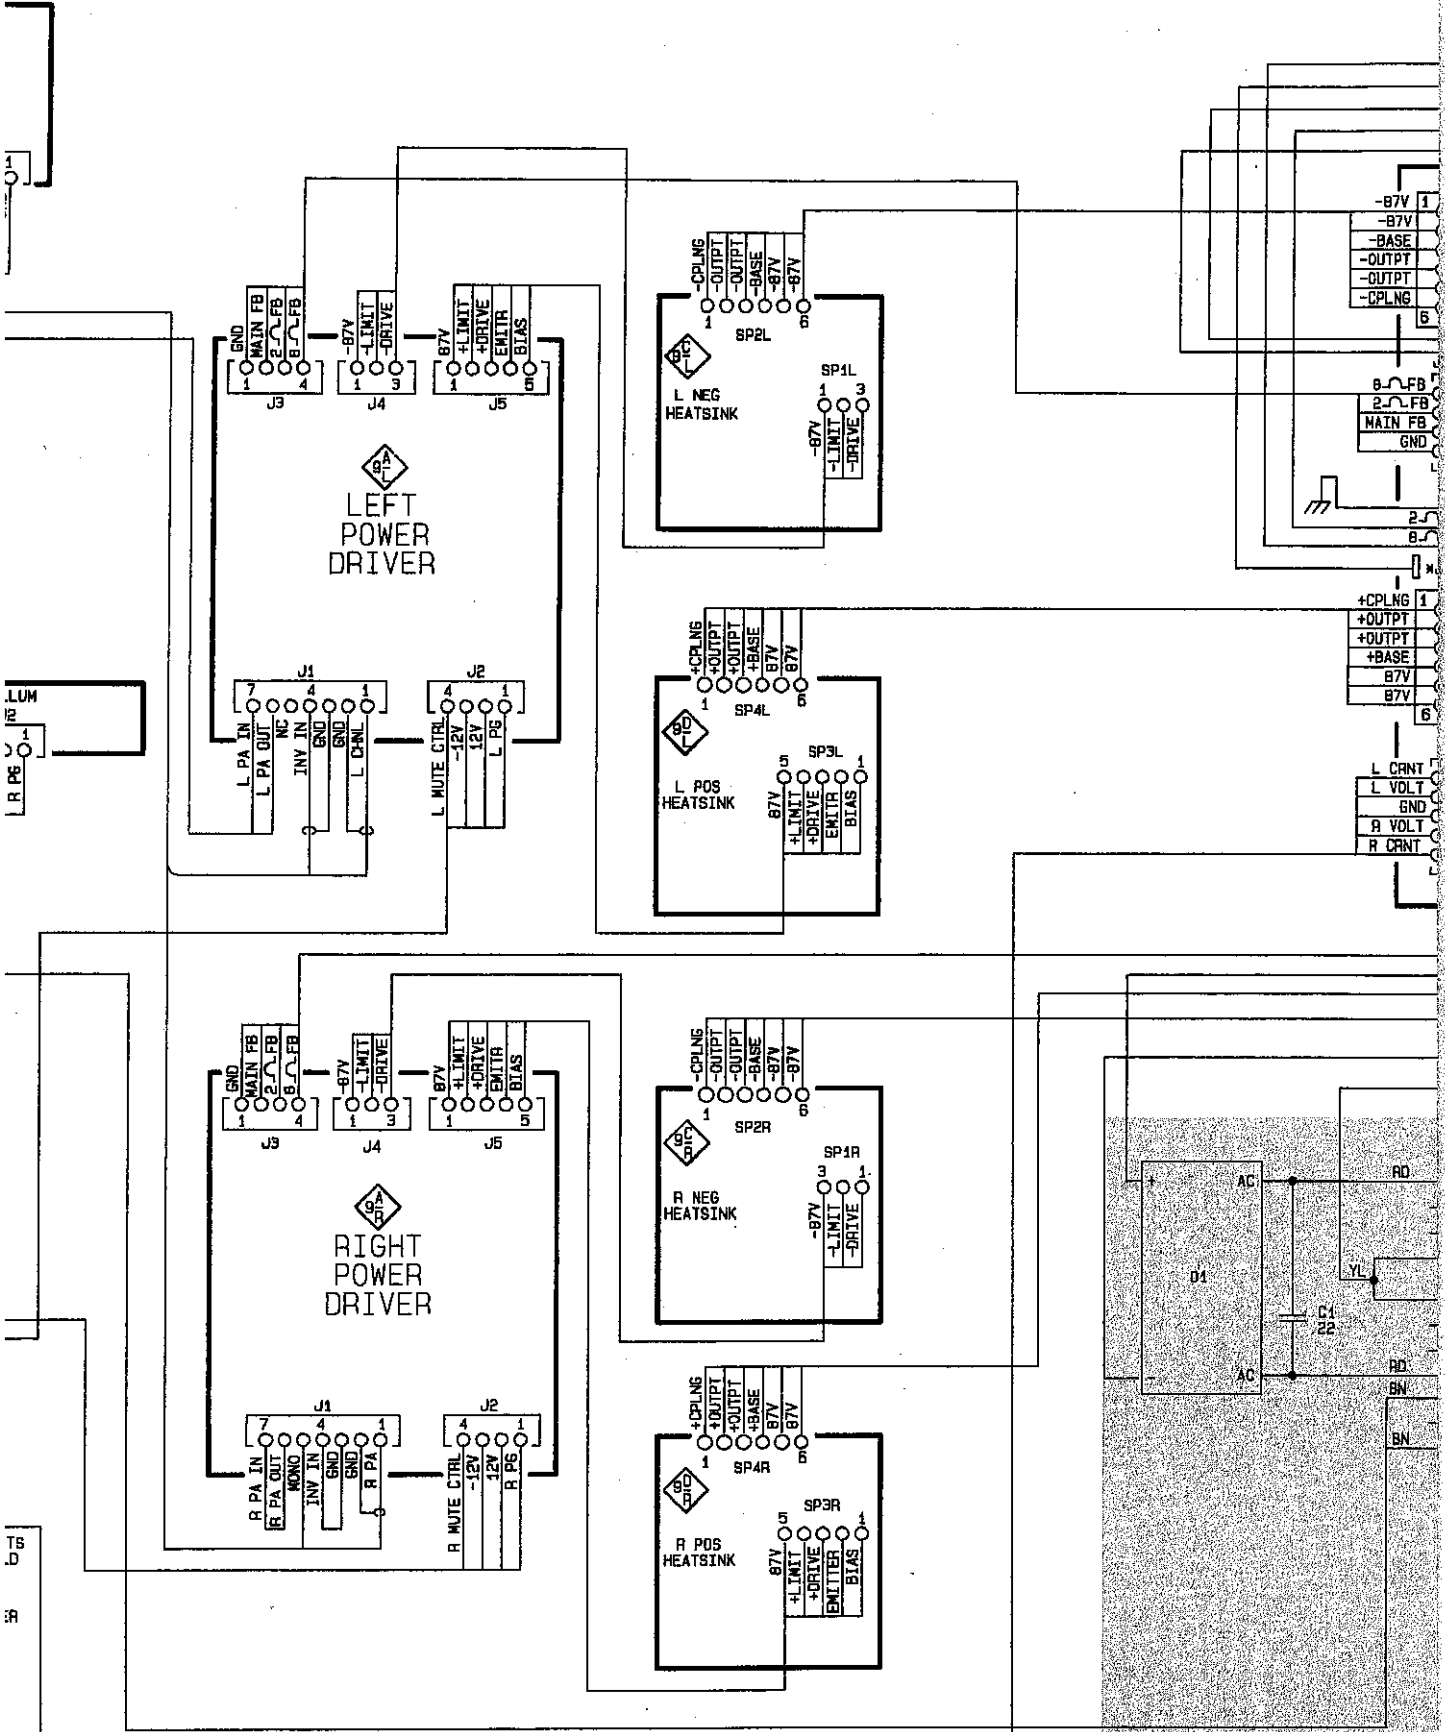 1
-87V 1
-87V
-BASE
-OUTPT
-OUTPT
-CPLNG
6
-CPLNG
-OUTPT
-OUTPT
-BASE
-87V
-87V
1 6
SP2L
9 C L
L NEG
HEATSINK
SP1L
1 3
-87V
-LIMIT
-DRIVE
GND
MAIN FB
2 FB
8 FB
1 4
J3
-87V
-LIMIT
-DRIVE
1 3
J4
87V
+LIMIT
+DRIVE
EMITR
BIAS
1 5
J5
9 A L
LEFT
POWER
DRIVER
8 FB
2 FB
MAIN FB
GND
2
8
+CPLNG 1
+OUTPT
+OUTPT
+BASE
87V
87V
6
J1
7 4 1
L PA IN
L PA OUT
NC
INV IN
GND
GND
L CHNL
J2
4 1
L MUTE CTRL
-12V
12V
L PG
LUM
1
R PG
+CPLNG
+OUTPT
+OUTPT
+BASE
87V
87V
1 6
SP4L
9 D L
L POS
HEATSINK
SP3L
5 1
87V
+LIMIT
+DRIVE
EMITR
BIAS
L CRNT
L VOLT
GND
R VOLT
R CRNT
GND
MAIN FB
2 FB
8 FB
1 4
J3
-87V
-LIMIT
-DRIVE
1 3
J4
87V
+LIMIT
+DRIVE
EMITR
BIAS
1 5
J5
9 A R
RIGHT
POWER
DRIVER
-CPLNG
-OUTPT
-OUTPT
-BASE
-87V
-87V
1 6
SP2R
9 C R
R NEG
HEATSINK
SP1R
3 1
-87V
-LIMIT
-DRIVE
+ AC
D1
- AC
RD
YL
C1
.22
RD
BN
BN
J1
7 4 1
R PA IN
R PA OUT
MONO
INV IN
GND
GND
R PA
J2
4 1
R MUTE CTRL
-12V
12V
R PG
+CPLNG
+OUTPT
+OUTPT
+BASE
87V
87V
1 6
SP4R
9 D R
R POS
HEATSINK
SP3R
5 1
87V
+LIMIT
+DRIVE
EMITTER
BIAS
TS
D
ER